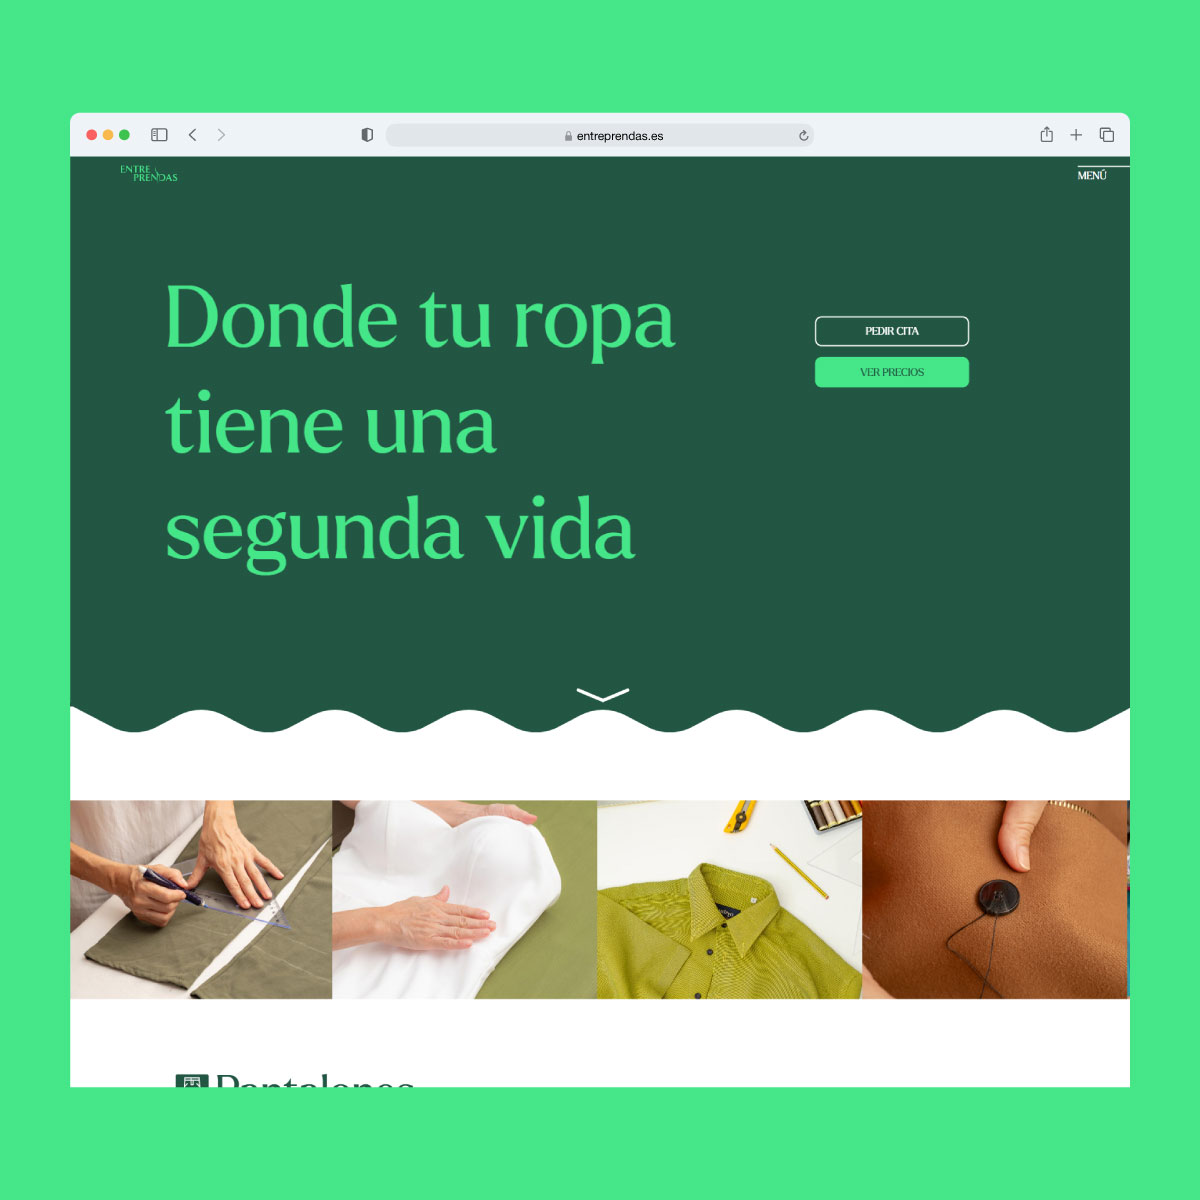 entreprendas.es
ENTRE
PRENDAS
MENÚ
Donde tu ropa
tiene una
segunda vida
PEDIR CITA
VER PRECIOS
Pantalones